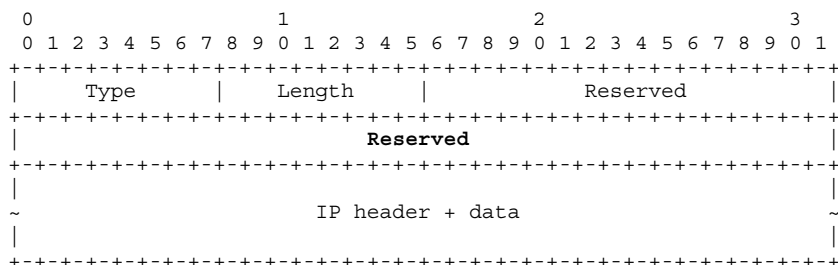 0                   1                   2                   3
 0 1 2 3 4 5 6 7 8 9 0 1 2 3 4 5 6 7 8 9 0 1 2 3 4 5 6 7 8 9 0 1
+-+-+-+-+-+-+-+-+-+-+-+-+-+-+-+-+-+-+-+-+-+-+-+-+-+-+-+-+-+-+-+-+
|     Type      |    Length     |            Reserved           |
+-+-+-+-+-+-+-+-+-+-+-+-+-+-+-+-+-+-+-+-+-+-+-+-+-+-+-+-+-+-+-+-+
|                           Reserved                            |
+-+-+-+-+-+-+-+-+-+-+-+-+-+-+-+-+-+-+-+-+-+-+-+-+-+-+-+-+-+-+-+-+
|                                                               |
~                       IP header + data                        ~
|                                                               |
+-+-+-+-+-+-+-+-+-+-+-+-+-+-+-+-+-+-+-+-+-+-+-+-+-+-+-+-+-+-+-+-+